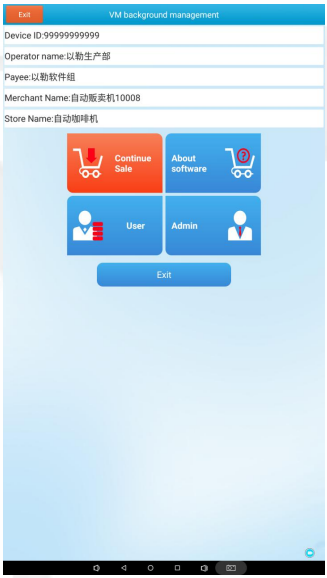 Exit VM background management
Device ID:99999999999
Operator name:以勒生产部
Payee:以勒软件组
Merchant Name:自动贩卖机10008
Store Name:自动咖啡机
Continue
Sale
About
software
?
User
Admin
Exit